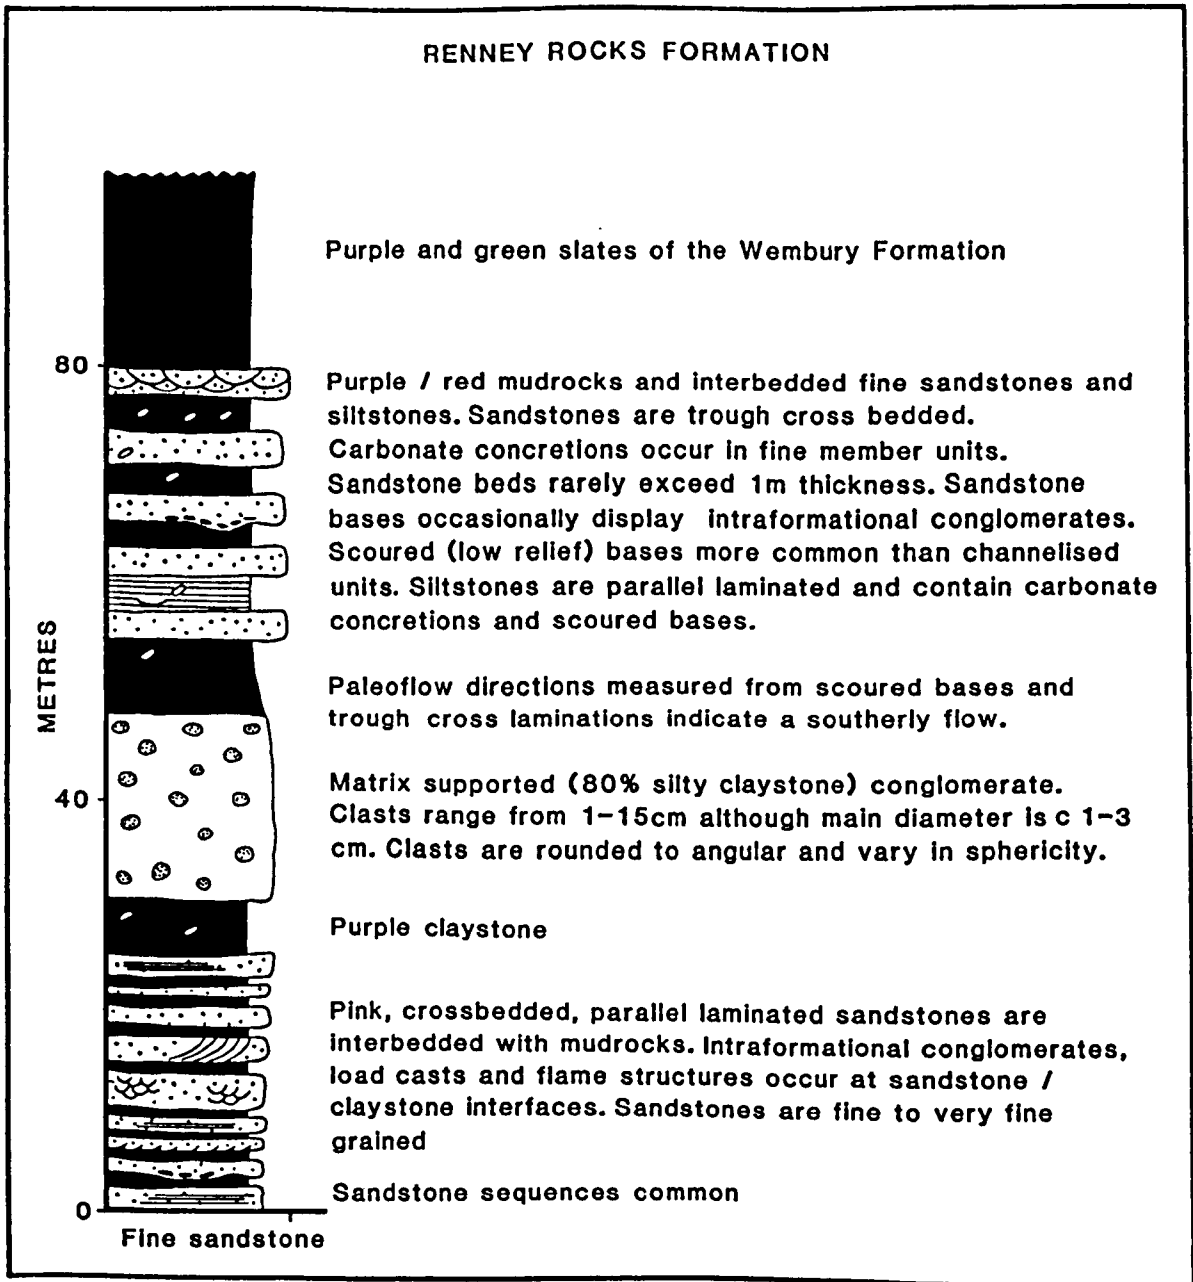 RENNEY ROCKS FORMATION
Purple and green slates of the Wembury Formation
80
Purple / red mudrocks and interbedded fine sandstones and
siltstones. Sandstones are trough cross bedded.
Carbonate concretions occur in fine member units.
Sandstone beds rarely exceed 1m thickness. Sandstone
bases occasionally display intraformational conglomerates.
Scoured (low relief) bases more common than channelised
units. Siltstones are parallel laminated and contain carbonate
concretions and scoured bases.
METRES
Paleoflow directions measured from scoured bases and
trough cross laminations indicate a southerly flow.
40
Matrix supported (80% silty claystone) conglomerate.
Clasts range from 1-15cm although main diameter is c 1-3
cm. Clasts are rounded to angular and vary in sphericity.
Purple claystone
Pink, crossbedded, parallel laminated sandstones are
interbedded with mudrocks. Intraformational conglomerates,
load casts and flame structures occur at sandstone /
claystone interfaces. Sandstones are fine to very fine
grained
Sandstone sequences common
0
Fine sandstone